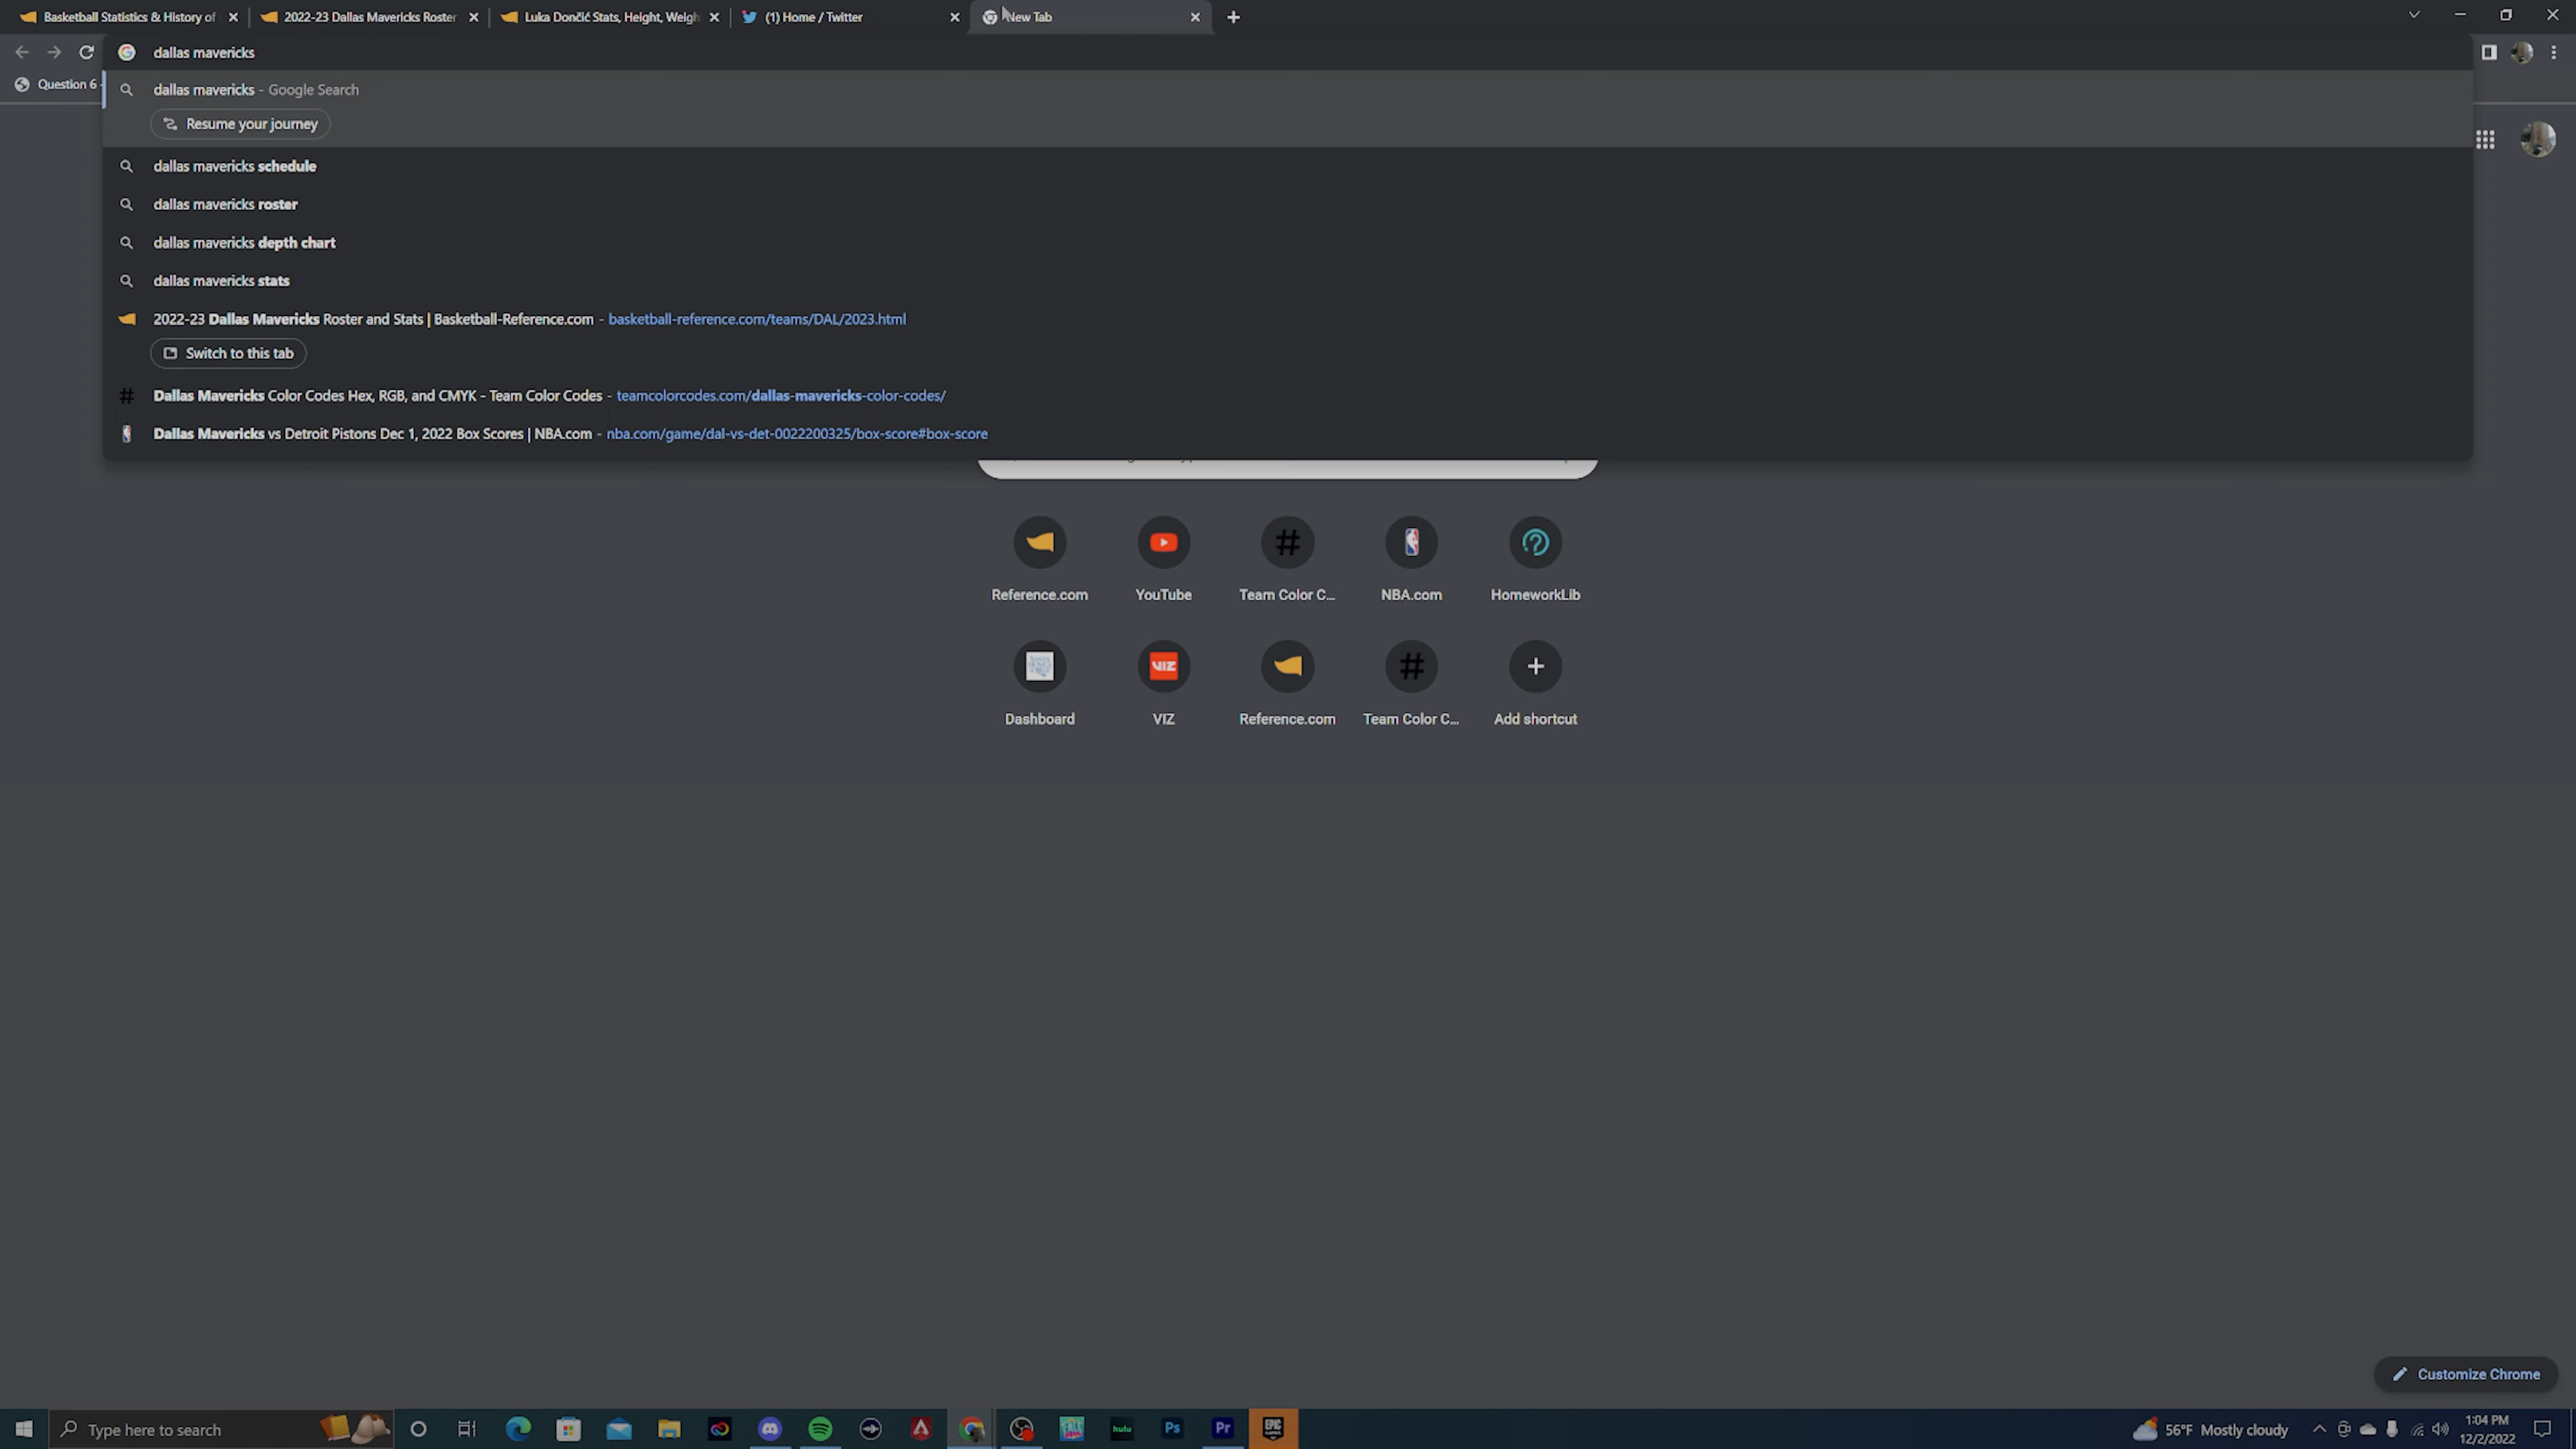 Basketball Statistics & History of
2022-23 Dallas Mavericks Roster
Luka Dončić Stats, Height, Weigh
(1) Home / Twitter
New Tab
dallas mavericks
Question 6
dallas mavericks - Google Search
Resume your journey
dallas mavericks schedule
dallas mavericks roster
dallas mavericks depth chart
dallas mavericks stats
2022-23 Dallas Mavericks Roster and Stats | Basketball-Reference.com - basketball-reference.com/teams/DAL/2023.html
Switch to this tab
Dallas Mavericks Color Codes Hex, RGB, and CMYK - Team Color Codes - teamcolorcodes.com/dallas-mavericks-color-codes/
Dallas Mavericks vs Detroit Pistons Dec 1, 2022 Box Scores | NBA.com - nba.com/game/dal-vs-det-0022200325/box-score#box-score
Reference.com
YouTube
Team Color C...
NBA.com
HomeworkLib
VIZ
Dashboard
VIZ
Reference.com
Team Color C...
Add shortcut
Customize Chrome
Type here to search
hulu
Ps
Pr
EPIC GAMES
56°F Mostly cloudy
1:04 PM
12/2/2022